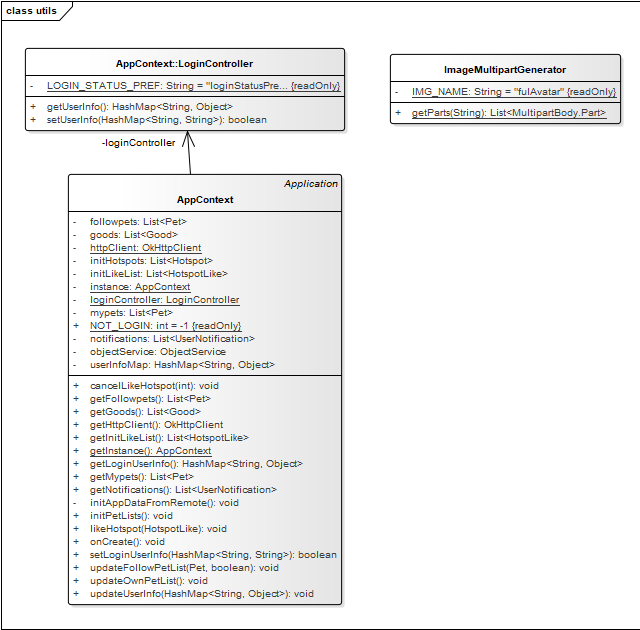 class utils
AppContext::LoginController
- LOGIN_STATUS_PREF: String = "loginStatusPre... {readOnly}
+ getUserInfo(): HashMap<String, Object>
+ setUserInfo(HashMap<String, String>): boolean
ImageMultipartGenerator
- IMG_NAME: String = "fulAvatar" {readOnly}
+ getParts(String): List<MultipartBody.Part>
-loginController
Application
AppContext
- followpets: List<Pet>
- goods: List<Good>
- httpClient: OkHttpClient
- initHotspots: List<Hotspot>
- initLikeList: List<HotspotLike>
- instance: AppContext
- loginController: LoginController
- mypets: List<Pet>
+ NOT_LOGIN: int = -1 {readOnly}
- notifications: List<UserNotification>
- objectService: ObjectService
- userInfoMap: HashMap<String, Object>
+ cancelLikeHotspot(int): void
+ getFollowpets(): List<Pet>
+ getGoods(): List<Good>
+ getHttpClient(): OkHttpClient
+ getInitLikeList(): List<HotspotLike>
+ getInstance(): AppContext
+ getLoginUserInfo(): HashMap<String, Object>
+ getMypets(): List<Pet>
+ getNotifications(): List<UserNotification>
- initAppDataFromRemote(): void
+ initPetLists(): void
+ likeHotspot(HotspotLike): void
+ onCreate(): void
+ setLoginUserInfo(HashMap<String, String>): boolean
+ updateFollowPetList(Pet, boolean): void
+ updateOwnPetList(): void
+ updateUserInfo(HashMap<String, Object>): void